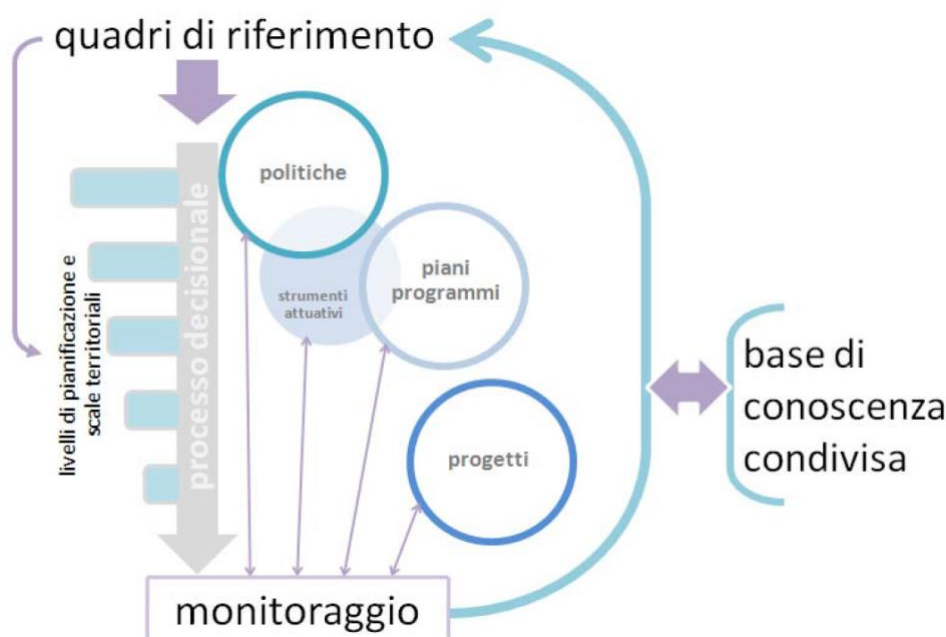 quadri di riferimento
politiche
piani
programmi
strumenti
attuativi
progetti
processo decisionale
livelli di pianificazione e
scale territoriali
base di
conoscenza
condivisa
monitoraggio